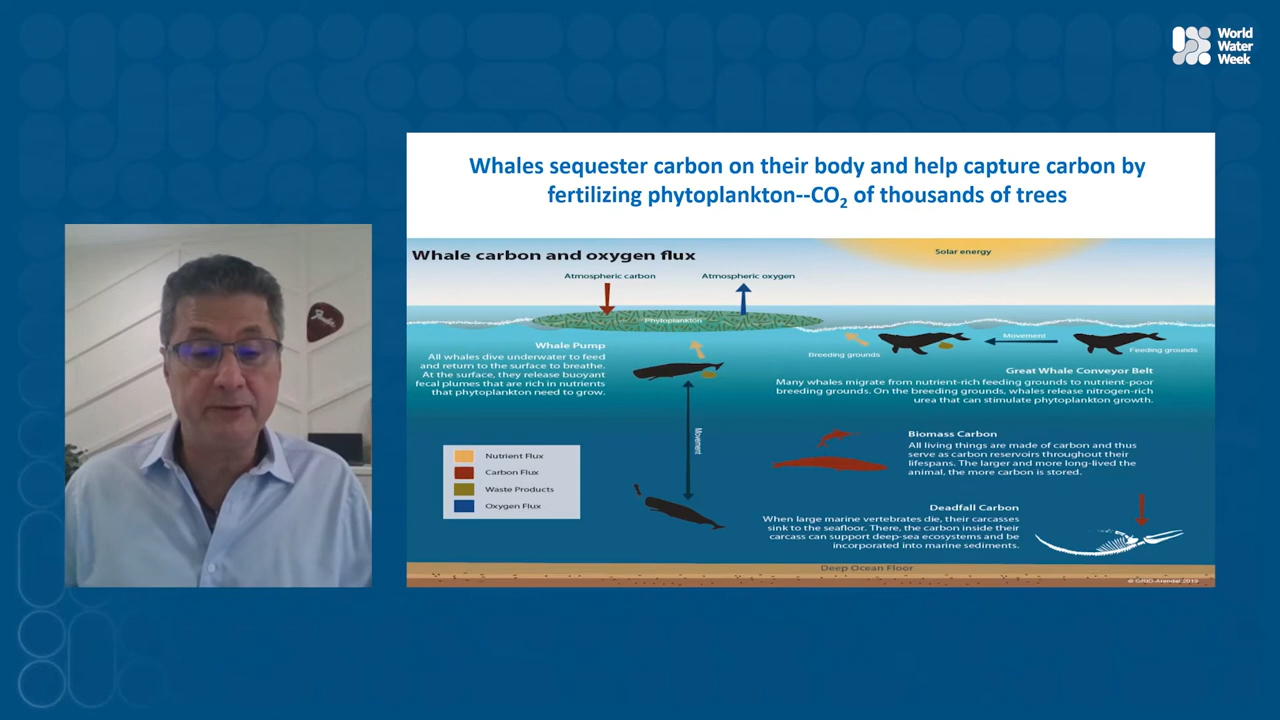 World
Water
Week
Whales sequester carbon on their body and help capture carbon by
fertilizing phytoplankton--CO₂ of thousands of trees
Whale carbon and oxygen flux
Solar energy
Atmospheric carbon
Atmospheric oxygen
Phytoplankton
Whale Pump
All whales dive underwater to feed
and return to the surface to breathe.
At the surface, they release buoyant
fecal plumes that are rich in nutrients
that phytoplankton need to grow.
Movement
Breeding grounds
Movement
Feeding grounds
Great Whale Conveyor Belt
Many whales migrate from nutrient-rich feeding grounds to nutrient-poor
breeding grounds. On the breeding grounds, whales release nitrogen-rich
urea that can stimulate phytoplankton growth.
Nutrient Flux
Carbon Flux
Waste Products
Oxygen Flux
Biomass Carbon
All living things are made of carbon and thus
serve as carbon reservoirs throughout their
lifespans. The larger and more long-lived the
animal, the more carbon is stored.
Deadfall Carbon
When large marine vertebrates die, their carcasses
sink to the seafloor. There, the carbon inside their
carcass can support deep-sea ecosystems and be
incorporated into marine sediments.
Deep Ocean Floor
© GRID-Arendal 2019
Fender